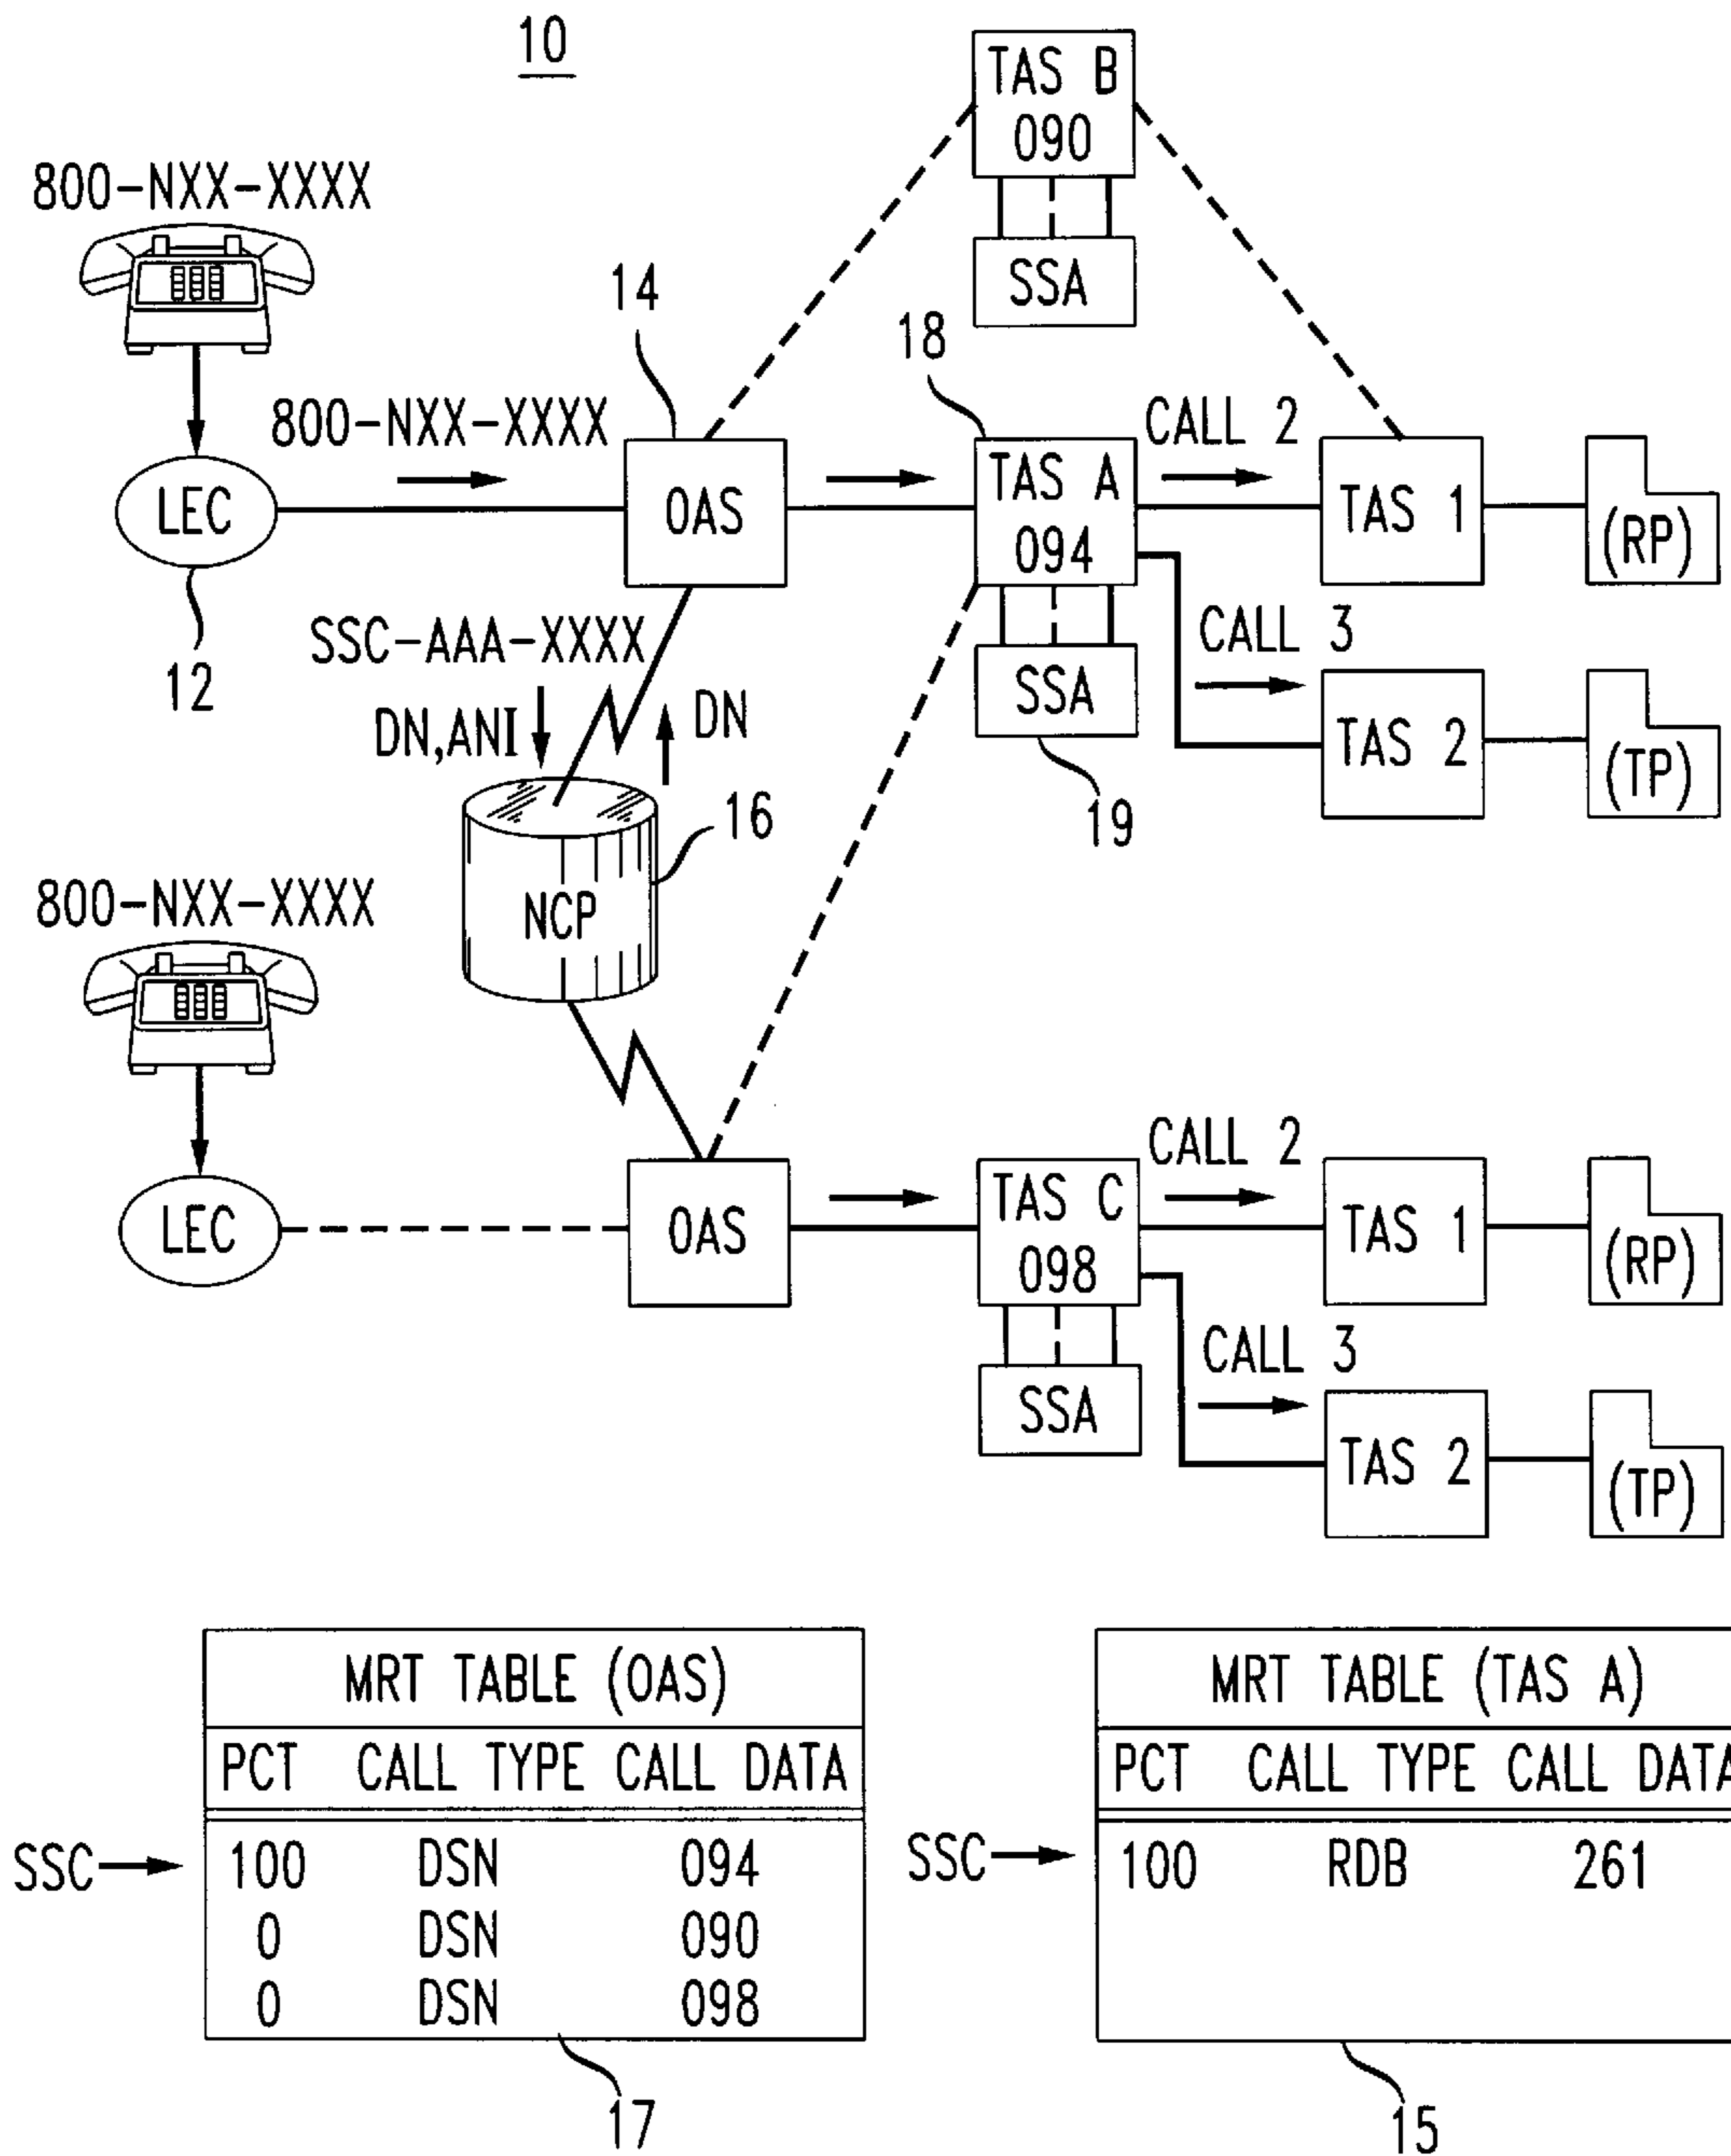 10
TAS B
090
SSA
800-NXX-XXXX
14
18
800-NXX-XXXX
LEC
12
OAS
TAS A
094
CALL 2
TAS 1
(RP)
SSC-AAA-XXXX
DN,ANI
DN
SSA
19
CALL 3
TAS 2
(TP)
16
NCP
800-NXX-XXXX
LEC
OAS
TAS C
098
CALL 2
TAS 1
(RP)
SSA
CALL 3
TAS 2
(TP)
MRT TABLE (OAS)
PCT CALL TYPE CALL DATA
SSC 100 DSN 094
0 DSN 090
0 DSN 098
17
MRT TABLE (TAS A)
PCT CALL TYPE CALL DATA
SSC 100 RDB 261
15